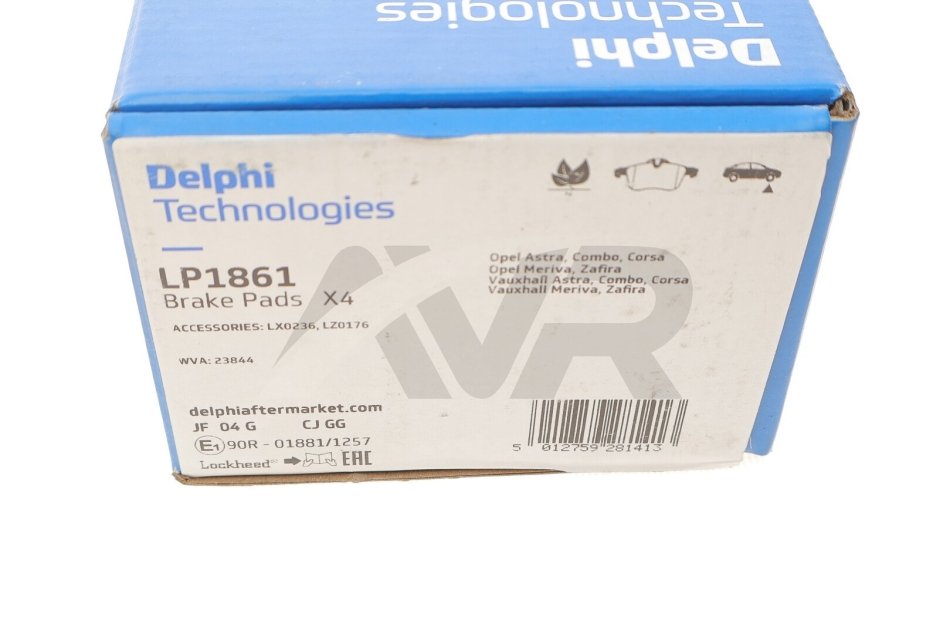 Delphi
Technologies
Delphi
Technologies
LP1861
Brake Pads X4
ACCESSORIES: LX0236, LZ0176
WVA: 23844
Opel Astra, Combo, Corsa
Opel Meriva, Zafira
Vauxhall Astra, Combo, Corsa
Vauxhall Meriva, Zafira
delphiaftermarket.com
JF 04 G CJ GG
E1 90R - 01881/1257
Lockheed EAC
5 012759 281413
AVR